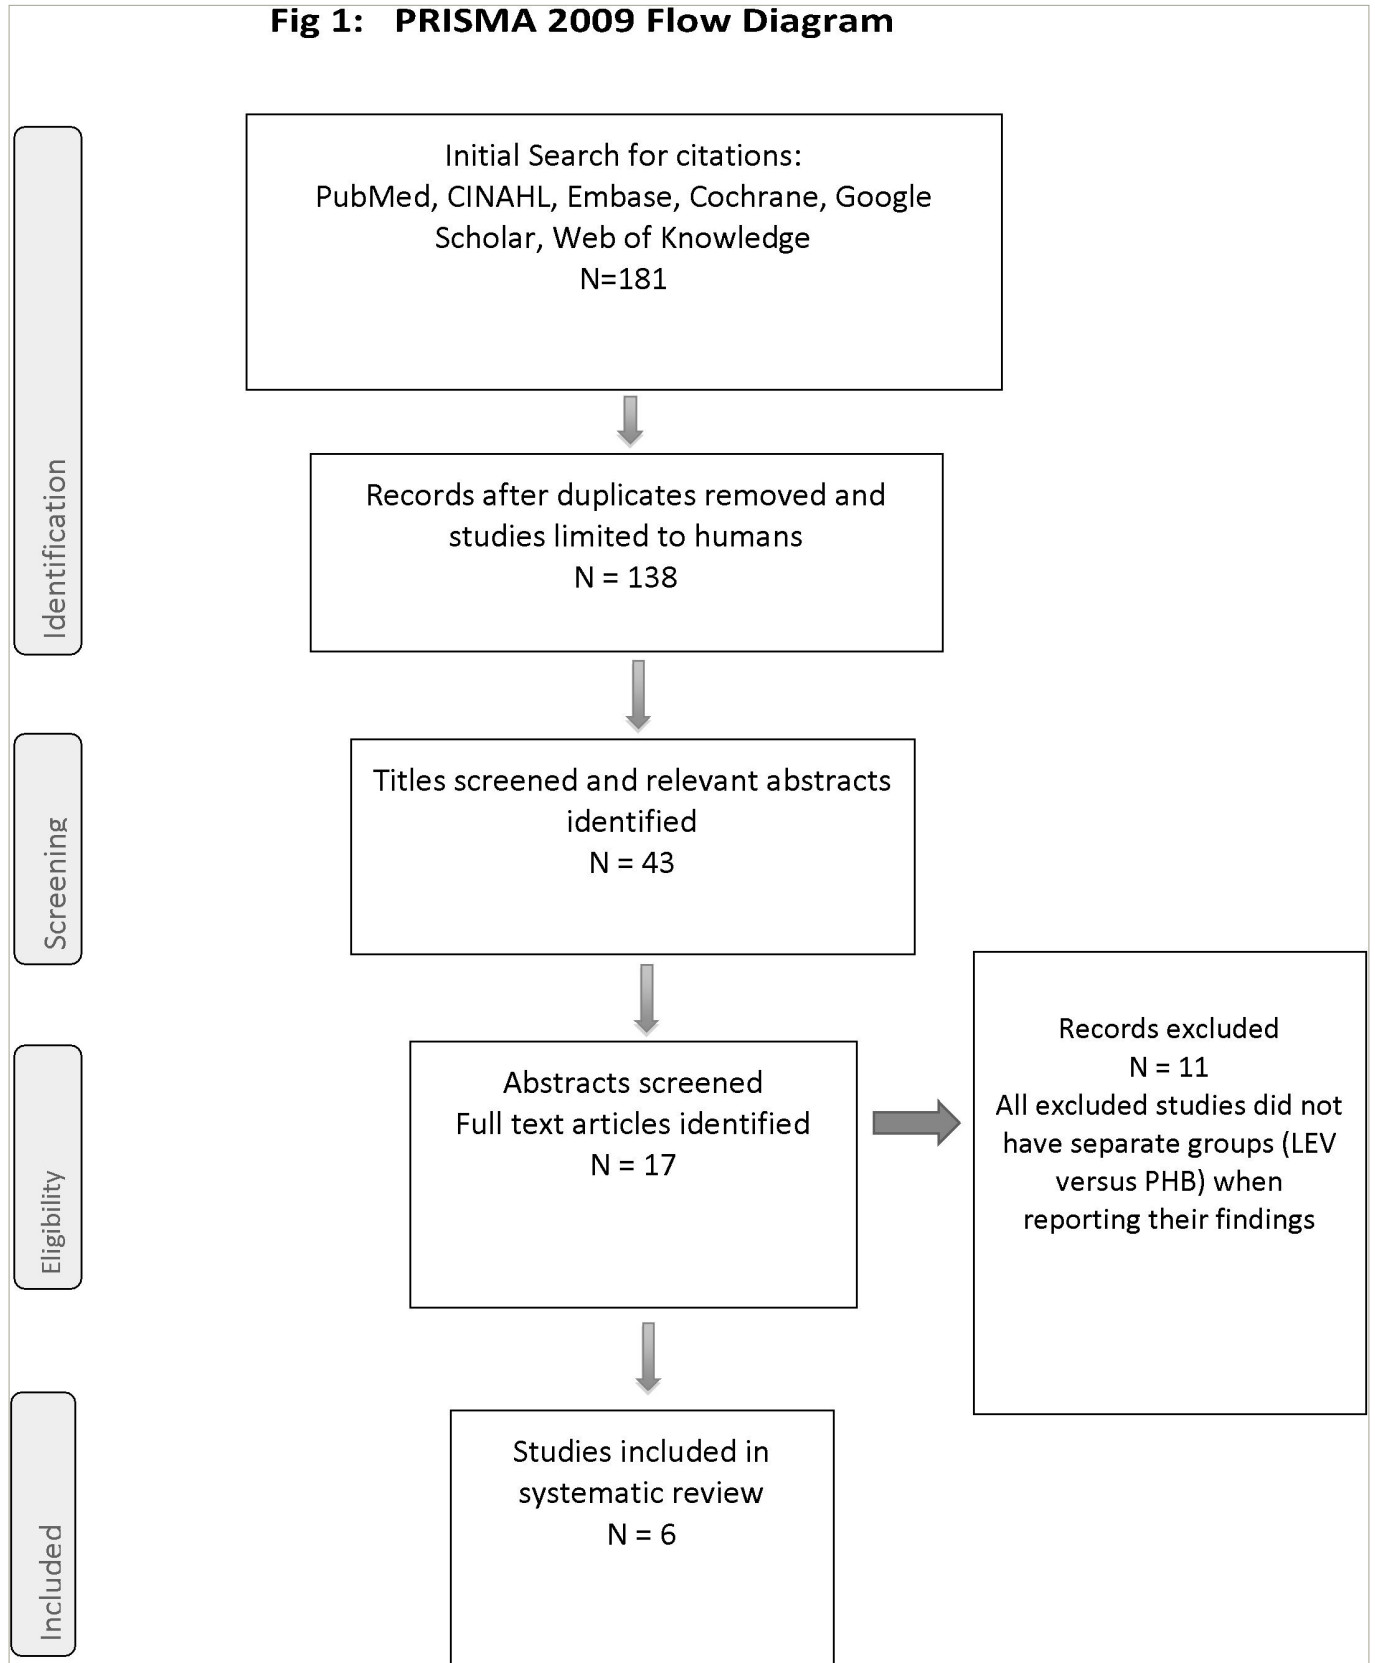 Fig 1: PRISMA 2009 Flow Diagram
Identification
Initial Search for citations:
PubMed, CINAHL, Embase, Cochrane, Google
Scholar, Web of Knowledge
N=181
Records after duplicates removed and
studies limited to humans
N = 138
Screening
Titles screened and relevant abstracts
identified
N = 43
Eligibility
Abstracts screened
Full text articles identified
N = 17
Records excluded
N = 11
All excluded studies did not
have separate groups (LEV
versus PHB) when
reporting their findings
Included
Studies included in
systematic review
N = 6